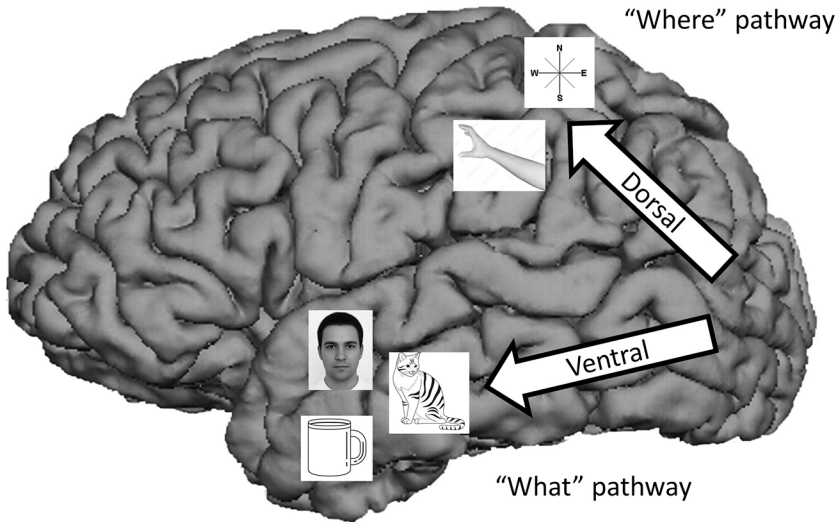 “Where” pathway
N
W E
S
Dorsal
Ventral
“What” pathway